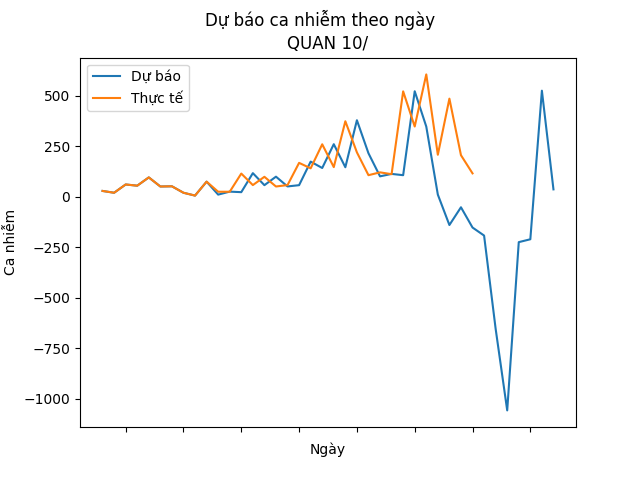 Dự báo ca nhiễm theo ngày
QUAN 10/
Dự báo
Thực tế
500
250
0
−250
−500
−750
−1000
Ca nhiễm
Ngày